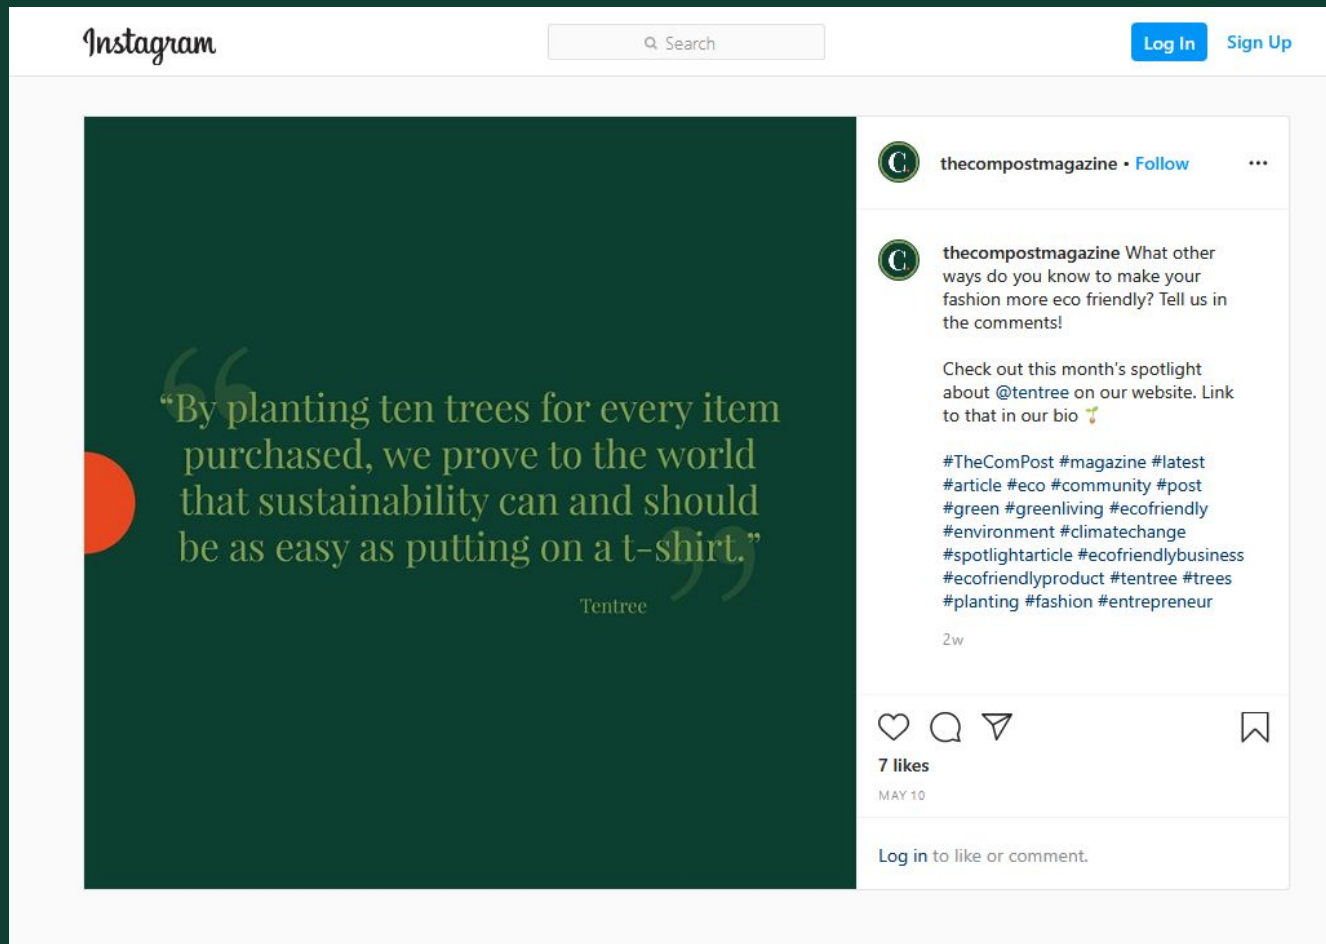 Instagram
Search
Log In
Sign Up
“By planting ten trees for every item
purchased, we prove to the world
that sustainability can and should
be as easy as putting on a t-shirt.”
Tentree
C.
thecompostmagazine • Follow
C.
thecompostmagazine What other
ways do you know to make your
fashion more eco friendly? Tell us in
the comments!
Check out this month's spotlight
about @tentree on our website. Link
to that in our bio 🌱
#TheComPost #magazine #latest
#article #eco #community #post
#green #greenliving #ecofriendly
#environment #climatechange
#spotlightarticle #ecofriendlybusiness
#ecofriendlyproduct #tentree #trees
#planting #fashion #entrepreneur
2w
7 likes
MAY 10
Log in to like or comment.